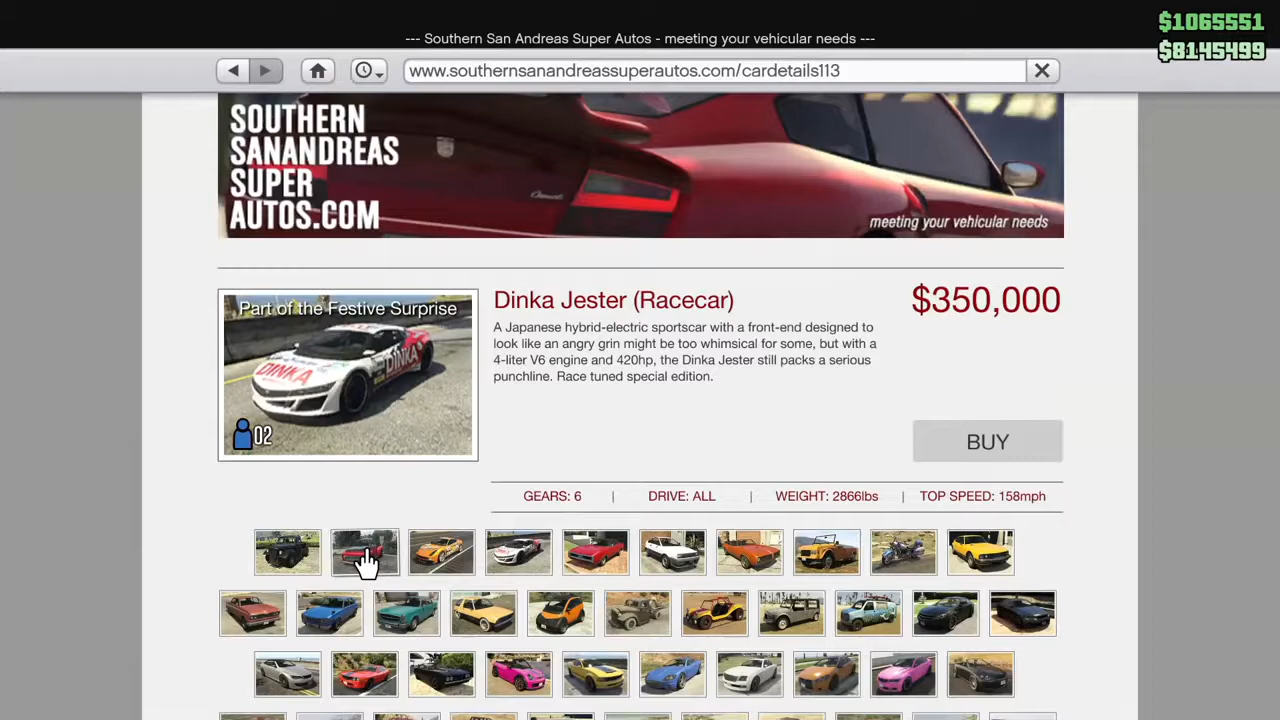 $1065551
--- Southern San Andreas Super Autos - meeting your vehicular needs ---
$8145499
www.southernsanandreassuperautos.com/cardetails113
SOUTHERN
SANANDREAS
SUPER
AUTOS.COM
meeting your vehicular needs
Part of the Festive Surprise
DINKA
DINKA
02
Dinka Jester (Racecar)
$350,000
A Japanese hybrid-electric sportscar with a front-end designed to
look like an angry grin might be too whimsical for some, but with a
4-liter V6 engine and 420hp, the Dinka Jester still packs a serious
punchline. Race tuned special edition.
BUY
GEARS: 6 | DRIVE: ALL | WEIGHT: 2866lbs | TOP SPEED: 158mph